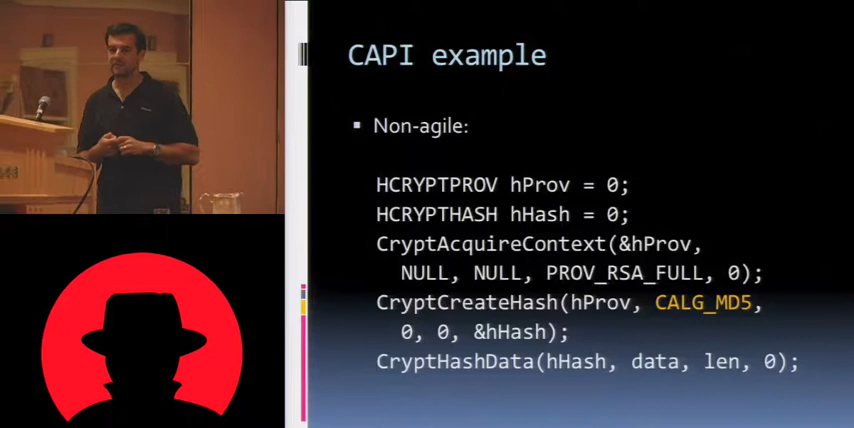 CAPI example
▪ Non-agile:
HCRYPTPROV hProv = 0;
HCRYPTHASH hHash = 0;
CryptAcquireContext(&hProv,
NULL, NULL, PROV_RSA_FULL, 0);
CryptCreateHash(hProv, CALG_MD5,
0, 0, &hHash);
CryptHashData(hHash, data, len, 0);